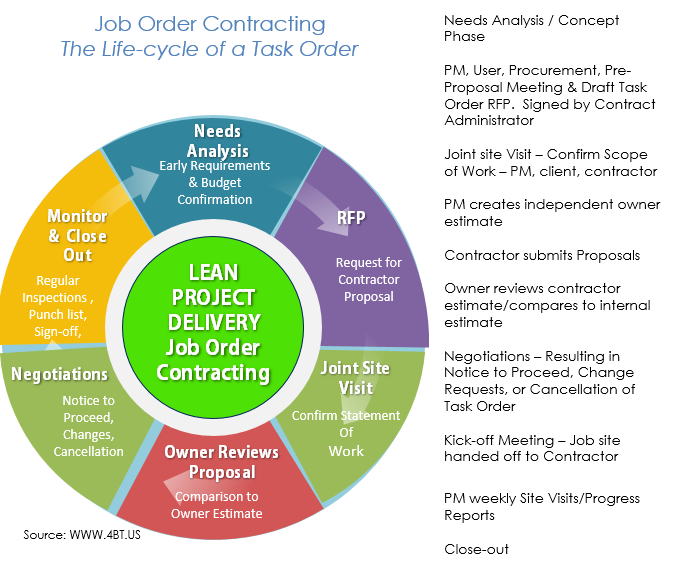 Job Order Contracting
The Life-cycle of a Task Order
Needs
Analysis
Early Requirements
& Budget
Confirmation
RFP
Request for
Contractor
Proposal
Joint Site
Visit
Confirm Statement
Of
Work
Owner Reviews
Proposal
Comparison to
Owner Estimate
Negotiations
Notice to
Proceed,
Changes,
Cancellation
Monitor
& Close
Out
Regular
Inspections ,
Punch list,
Sign-off,
LEAN
PROJECT
DELIVERY
Job Order
Contracting
Source: WWW.4BT.US
Needs Analysis / Concept
Phase
PM, User, Procurement, Pre-
Proposal Meeting & Draft Task
Order RFP.  Signed by Contract
Administrator
Joint site Visit – Confirm Scope
of Work – PM, client, contractor
PM creates independent owner
estimate
Contractor submits Proposals
Owner reviews contractor
estimate/compares to internal
estimate
Negotiations – Resulting in
Notice to Proceed, Change
Requests, or Cancellation of
Task Order
Kick-off Meeting – Job site
handed off to Contractor
PM weekly Site Visits/Progress
Reports
Close-out